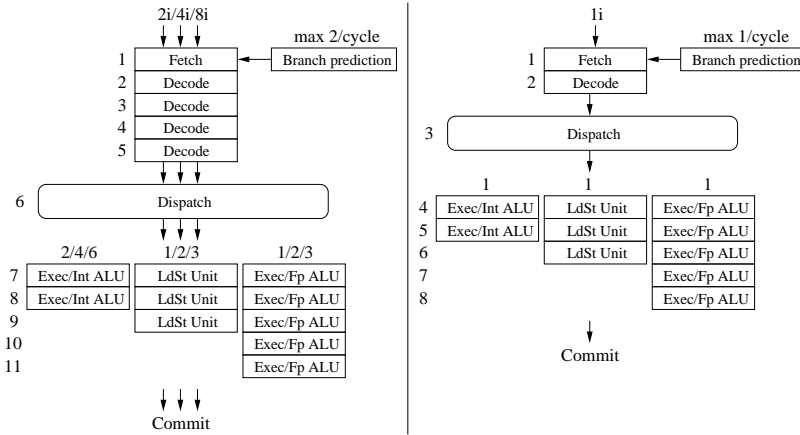 2i/4i/8i
max 2/cycle
1 Fetch Branch prediction
2 Decode
3 Decode
4 Decode
5 Decode
6 Dispatch
2/4/6 1/2/3 1/2/3
7 Exec/Int ALU LdSt Unit Exec/Fp ALU
8 Exec/Int ALU LdSt Unit Exec/Fp ALU
9 LdSt Unit Exec/Fp ALU
10 Exec/Fp ALU
11 Exec/Fp ALU
Commit
1i
max 1/cycle
1 Fetch Branch prediction
2 Decode
3 Dispatch
1 1 1
4 Exec/Int ALU LdSt Unit Exec/Fp ALU
5 Exec/Int ALU LdSt Unit Exec/Fp ALU
6 LdSt Unit Exec/Fp ALU
7 Exec/Fp ALU
8 Exec/Fp ALU
Commit